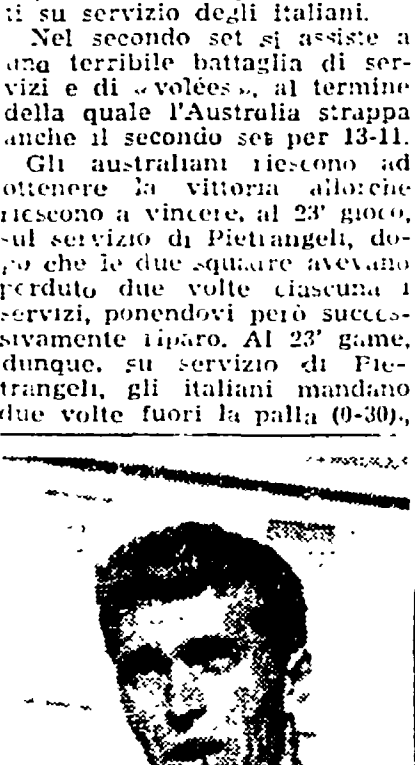 ti su servizio degli italiani.
Nel secondo set si assiste a
una terribile battaglia di ser-
vizi e di «volées», al termine
della quale l'Australia strappa
anche il secondo set per 13-11.
Gli australiani riescono ad
ottenere la vittoria allorche
riescono a vincere, al 23' gioco,
sul servizio di Pietrangeli, do-
po che le due squadre avevano
perduto due volte ciascuna i
servizi, ponendovi però succes-
sivamente riparo. Al 23' game,
dunque, su servizio di Pie-
trangeli, gli italiani mandano
due volte fuori la palla (0-30).,